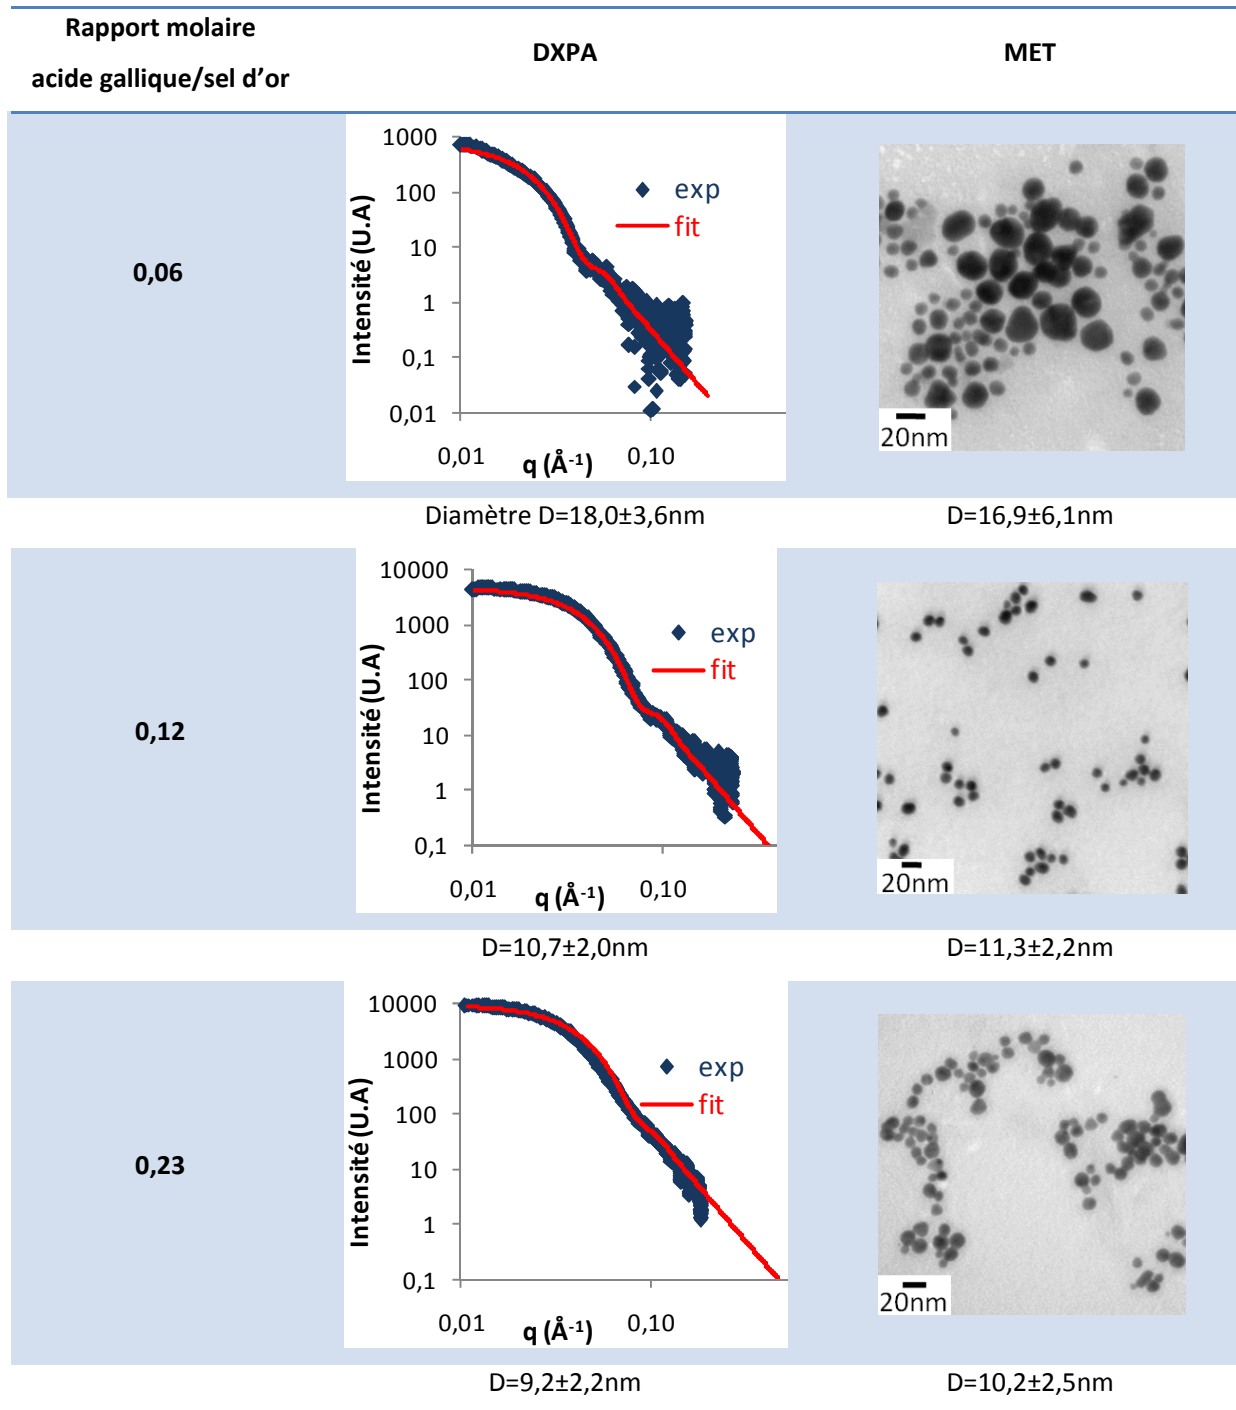 Rapport molaire
acide gallique/sel d'or
DXPA
MET
0,06
1000
100
10
1
0,1
0,01
Intensité (U.A)
exp
fit
0,01
q (Å-1)
0,10
20nm
Diamètre D=18,0±3,6nm
D=16,9±6,1nm
0,12
10000
1000
100
10
1
0,1
Intensité (U.A)
exp
fit
0,01
q (Å-1)
0,10
20nm
D=10,7±2,0nm
D=11,3±2,2nm
0,23
10000
1000
100
10
1
0,1
Intensité (U.A)
exp
fit
0,01
q (Å-1)
0,10
20nm
D=9,2±2,2nm
D=10,2±2,5nm